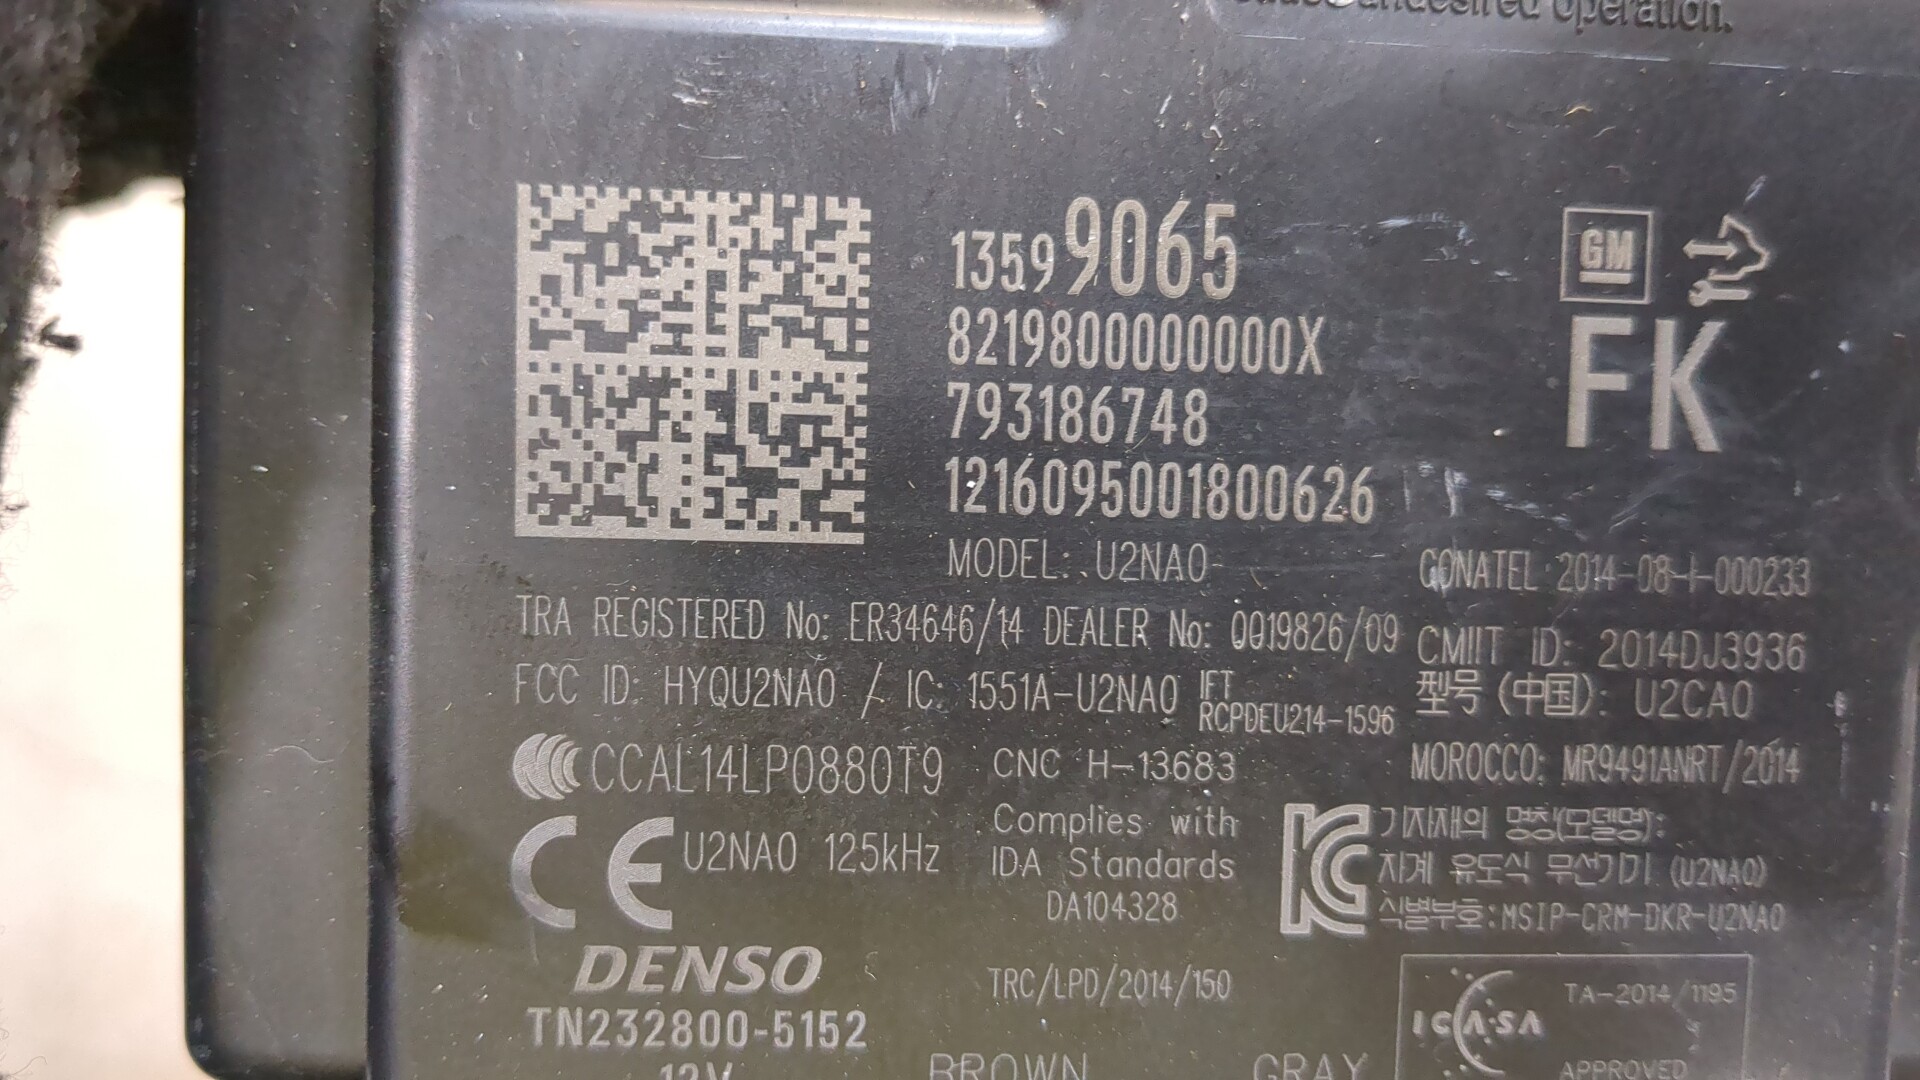 undesired operation.
13599065
GM
8219800000000X
FK
793186748
1216095001800626
MODEL: U2NA0
CONATEL 2014-08-I-000233
TRA REGISTERED No: ER34646/14 DEALER No: 0019826/09
CMIIT ID: 2014DJ3936
FCC ID: HYQU2NA0 / IC: 1551A-U2NA0
IFT
RCPDEU214-1596
型号(中国): U2CA0
CCAL14LP0880T9
CNC H-13683
MOROCCO: MR9491ANRT/2014
CE U2NA0 125kHz
Complies with
IDA Standards
DA104328
기자재의 명칭(모델명):
자계 유도식 무선기기 (U2NA0)
식별부호:MSIP-CRM-DKR-U2NA0
DENSO
TRC/LPD/2014/150
ICASA
TA-2014/1195
APPROVED
TN232800-5152
12V
BROWN
GRAY